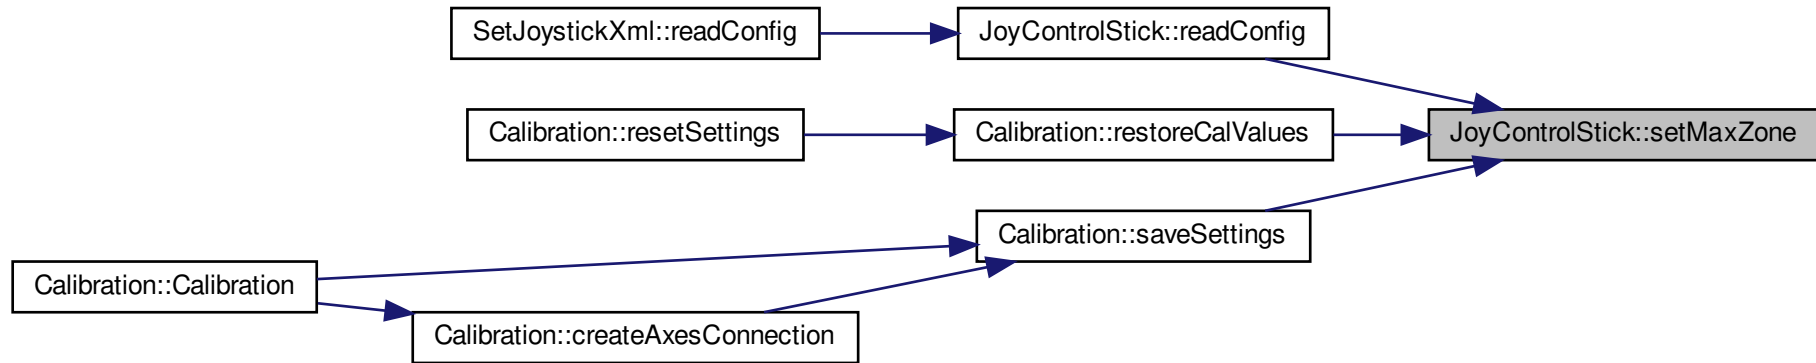 SetJoystickXml::readConfig
JoyControlStick::readConfig
Calibration::resetSettings
Calibration::restoreCalValues
JoyControlStick::setMaxZone
Calibration::saveSettings
Calibration::Calibration
Calibration::createAxesConnection